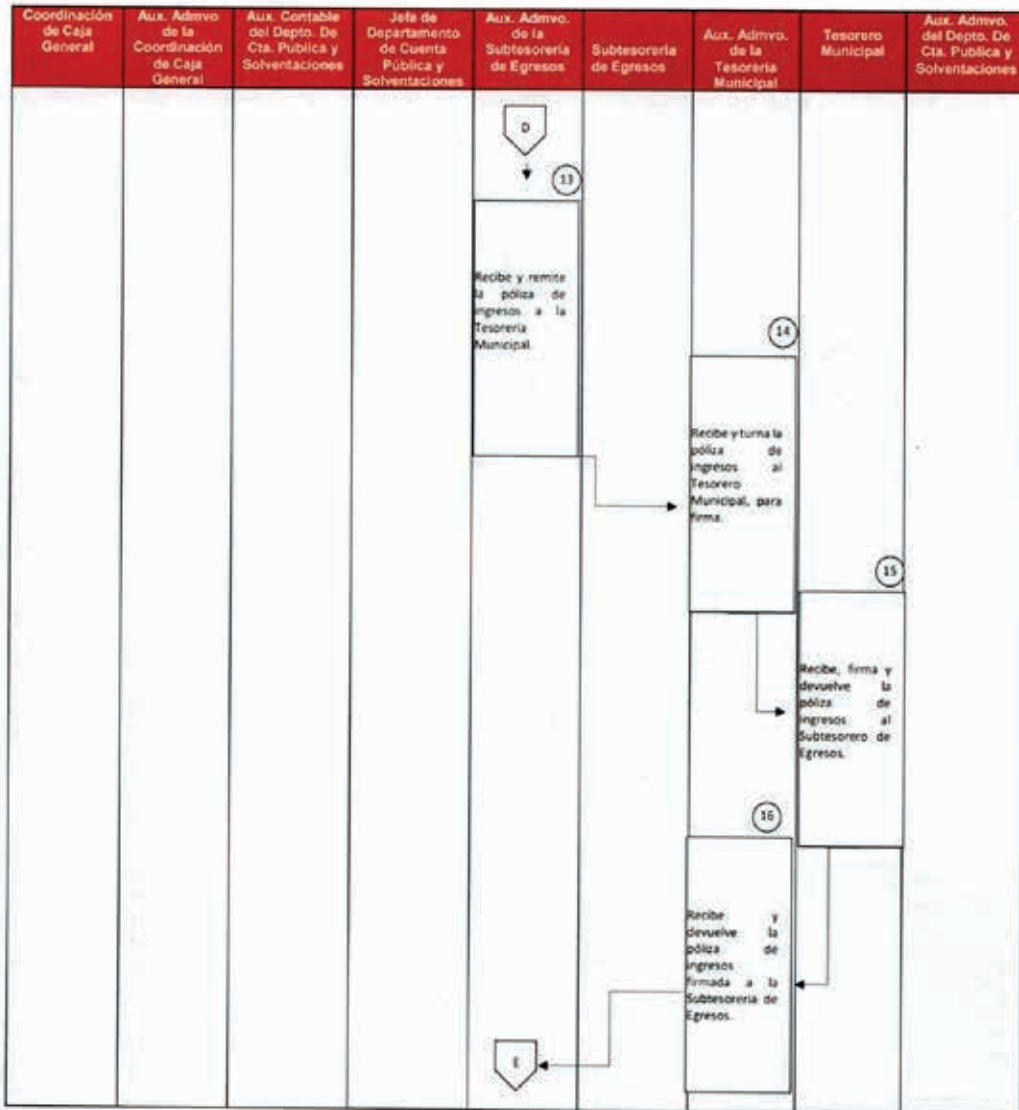 Coordinación
de Caja
General
Aux. Admvo
de la
Coordinación
de Caja
General
Aux. Contable
del Depto. De
Cta. Publica y
Solventaciones
Jefa de
Departamento
de Cuenta
Pública y
Solventaciones
Aux. Admvo.
de la
Subtesorería
de Egresos
Subtesorería
de Egresos
Aux. Admvo.
de la
Tesorería
Municipal
Tesorero
Municipal
Aux. Admvo.
del Depto. De
Cta. Publica y
Solventaciones
D
13
Recibe y remite
la póliza de
ingresos a la
Tesorería
Municipal.
14
Recibe y turna la
póliza de
ingresos al
Tesorero
Municipal, para
firma.
15
Recibe, firma y
devuelve la
póliza de
ingresos al
Subtesorero de
Egresos.
16
Recibe y
devuelve la
póliza de
ingresos
firmada a la
Subtesorería de
Egresos.
E